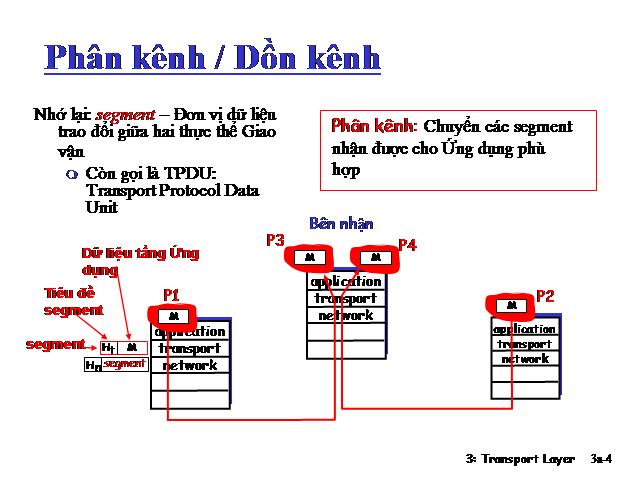 Phân kênh / Dồn kênh
Nhớ lại: segment – Đơn vị dữ liệu
trao đổi giữa hai thực thể Giao
vận
Còn gọi là TPDU:
Transport Protocol Data
Unit
Phân kênh: Chuyển các segment
nhận được cho Ứng dụng phù
hợp
Bên nhận
P3
M
M
P4
application
transport
network
Dữ liệu tầng Ứng
dụng
Tiêu đề
segment
segment
Ht M
Hn segment
P1
M
application
transport
network
M
P2
application
transport
network
3: Transport Layer 3a-4